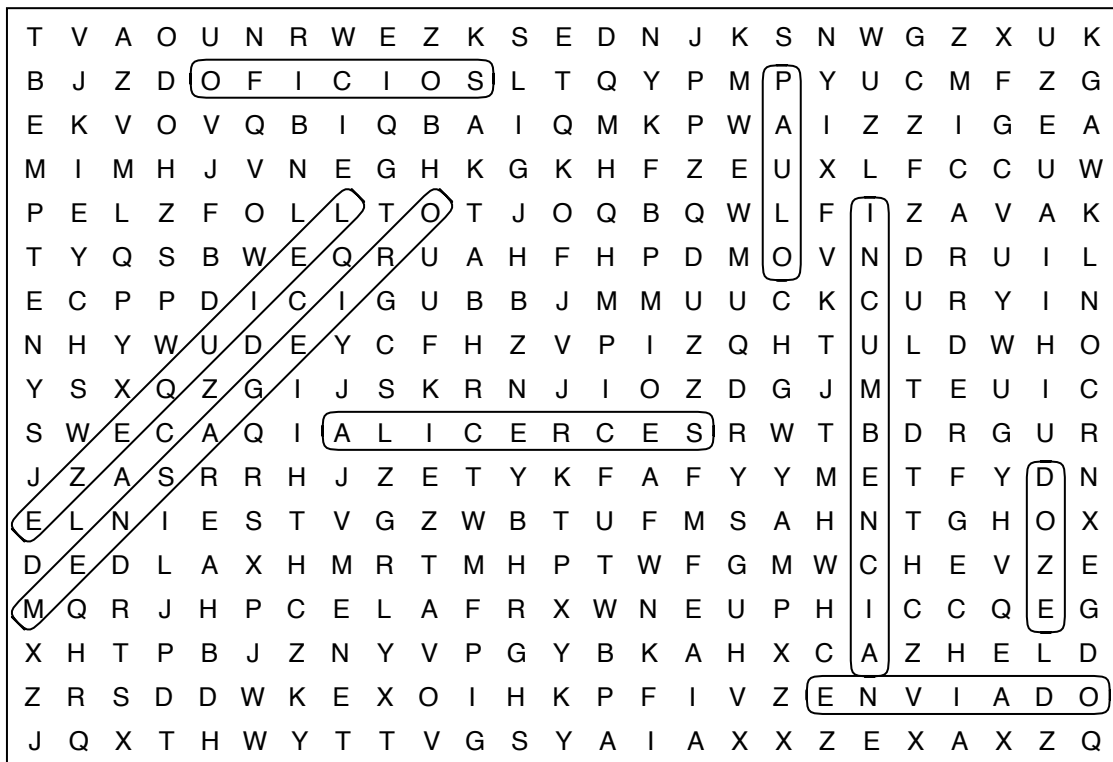 T V A O U N R W E Z K S E D N J K S N W G Z X U K
B J Z D O F I C I O S L T Q Y P M P Y U C M F Z G
E K V O V Q B I Q B A I Q M K P W A I Z Z I G E A
M I M H J V N E G H K G K H F Z E U X L F C C U W
P E L Z F O L L T O T J O Q B Q W L F I Z A V A K
T Y Q S B W E Q R U A H F H P D M O V N D R U I L
E C P P D I C I G U B B J M M U U C K C U R Y I N
N H Y W U D E Y C F H Z V P I Z Q H T U L D W H O
Y S X Q Z G I J S K R N J I O Z D G J M T E U I C
S W E C A Q I A L I C E R C E S R W T B D R G U R
J Z A S R R H J Z E T Y K F A F Y Y M E T F Y D N
E L N I E S T V G Z W B T U F M S A H N T G H O X
D E D L A X H M R T M H P T W F G M W C H E V Z E
M Q R J H P C E L A F R X W N E U P H I C C Q E G
X H T P B J Z N Y V P G Y B K A H X C A Z H E L D
Z R S D D W K E X O I H K P F I V Z E N V I A D O
J Q X T H W Y T T V G S Y A I A X X Z E X A X Z Q